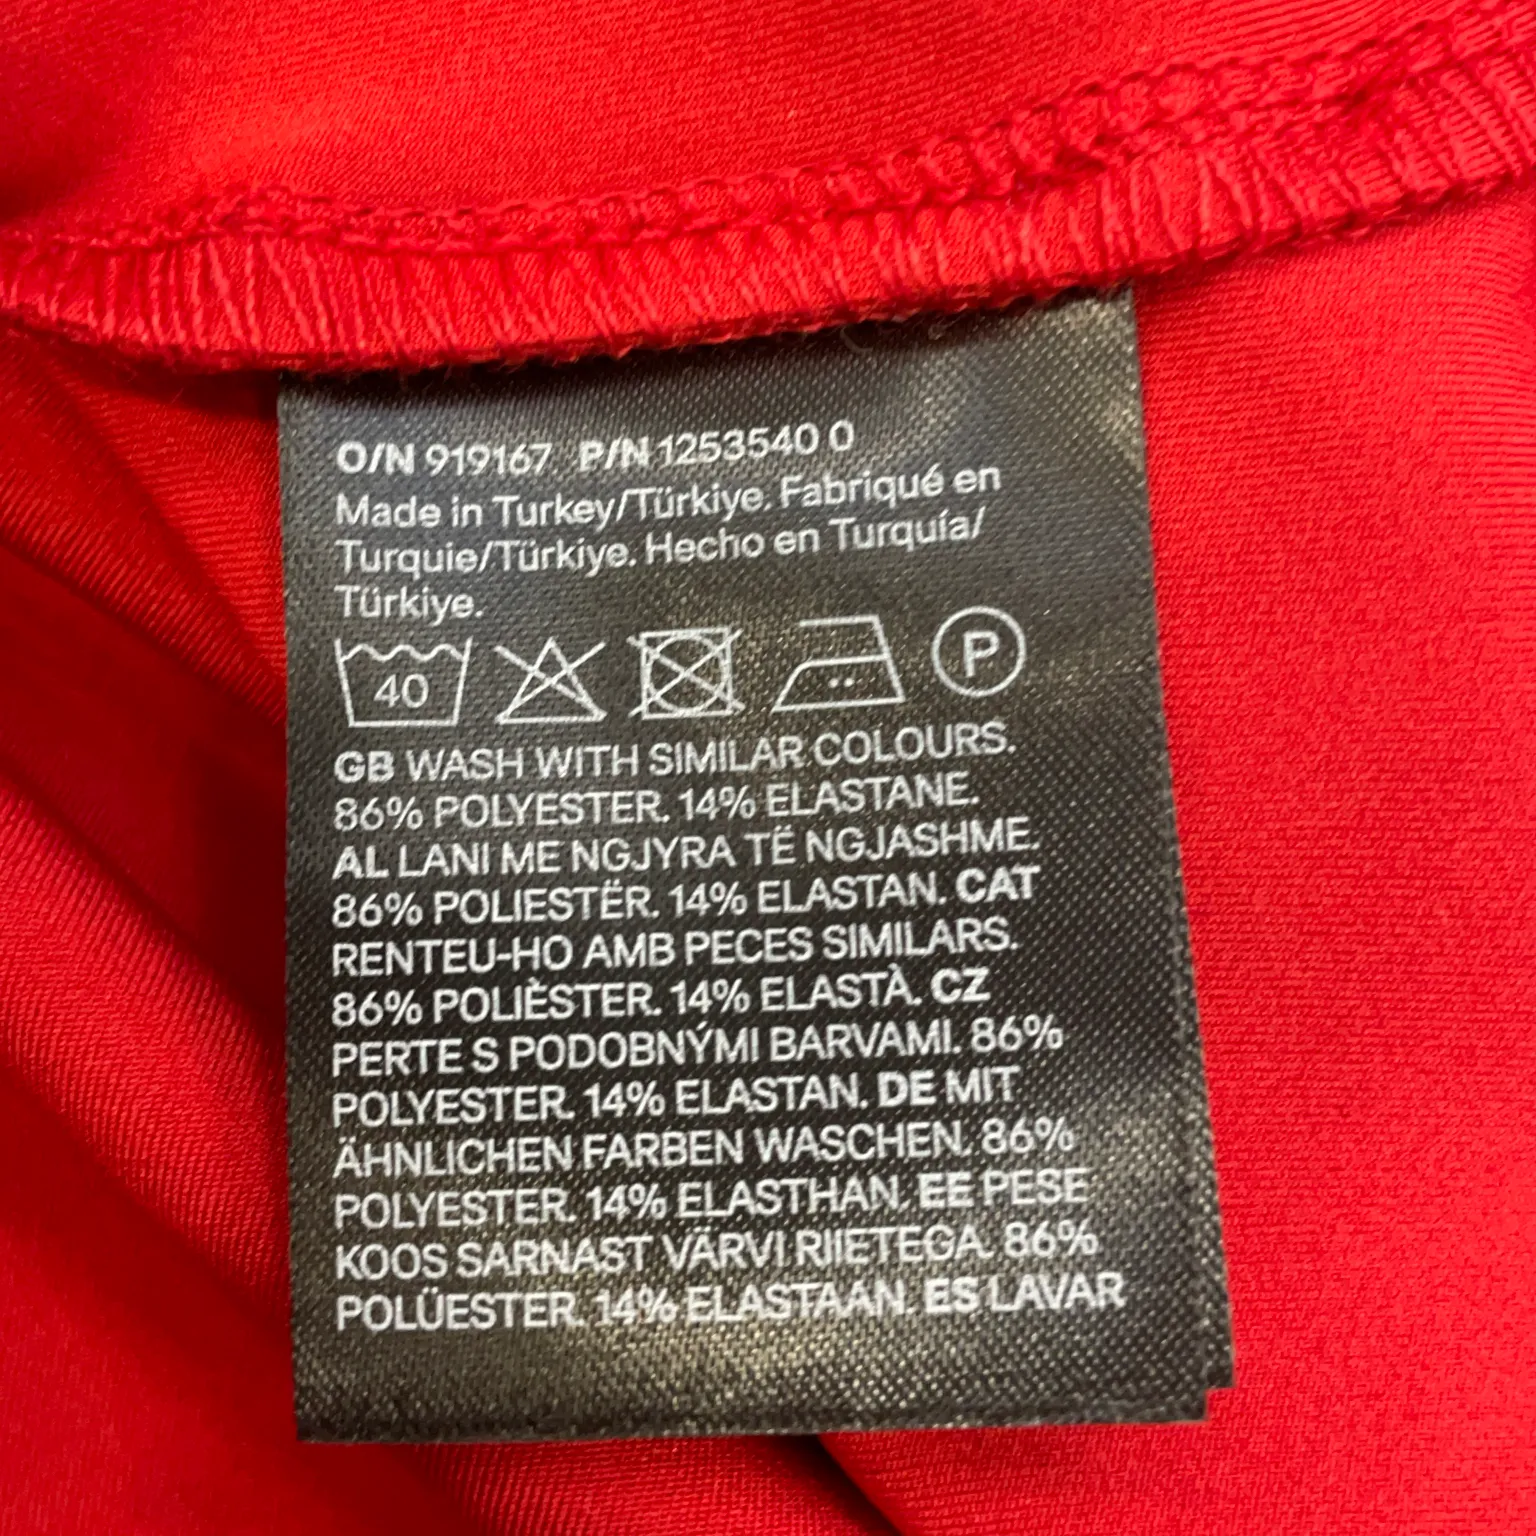 O/N 919167 P/N 1253540 0
Made in Turkey/Türkiye. Fabriqué en
Turquie/Türkiye. Hecho en Turquía/
Türkiye.
40 P
GB WASH WITH SIMILAR COLOURS.
86% POLYESTER. 14% ELASTANE.
AL LANI ME NGJYRA TË NGJASHME.
86% POLIESTËR. 14% ELASTAN. CAT
RENTEU-HO AMB PECES SIMILARS.
86% POLIÈSTER. 14% ELASTÀ. CZ
PERTE S PODOBNÝMI BARVAMI. 86%
POLYESTER. 14% ELASTAN. DE MIT
ÄHNLICHEN FARBEN WASCHEN. 86%
POLYESTER. 14% ELASTHAN. EE PESE
KOOS SARNAST VÄRVI RIIETEGA. 86%
POLÜESTER. 14% ELASTAAN. ES LAVAR